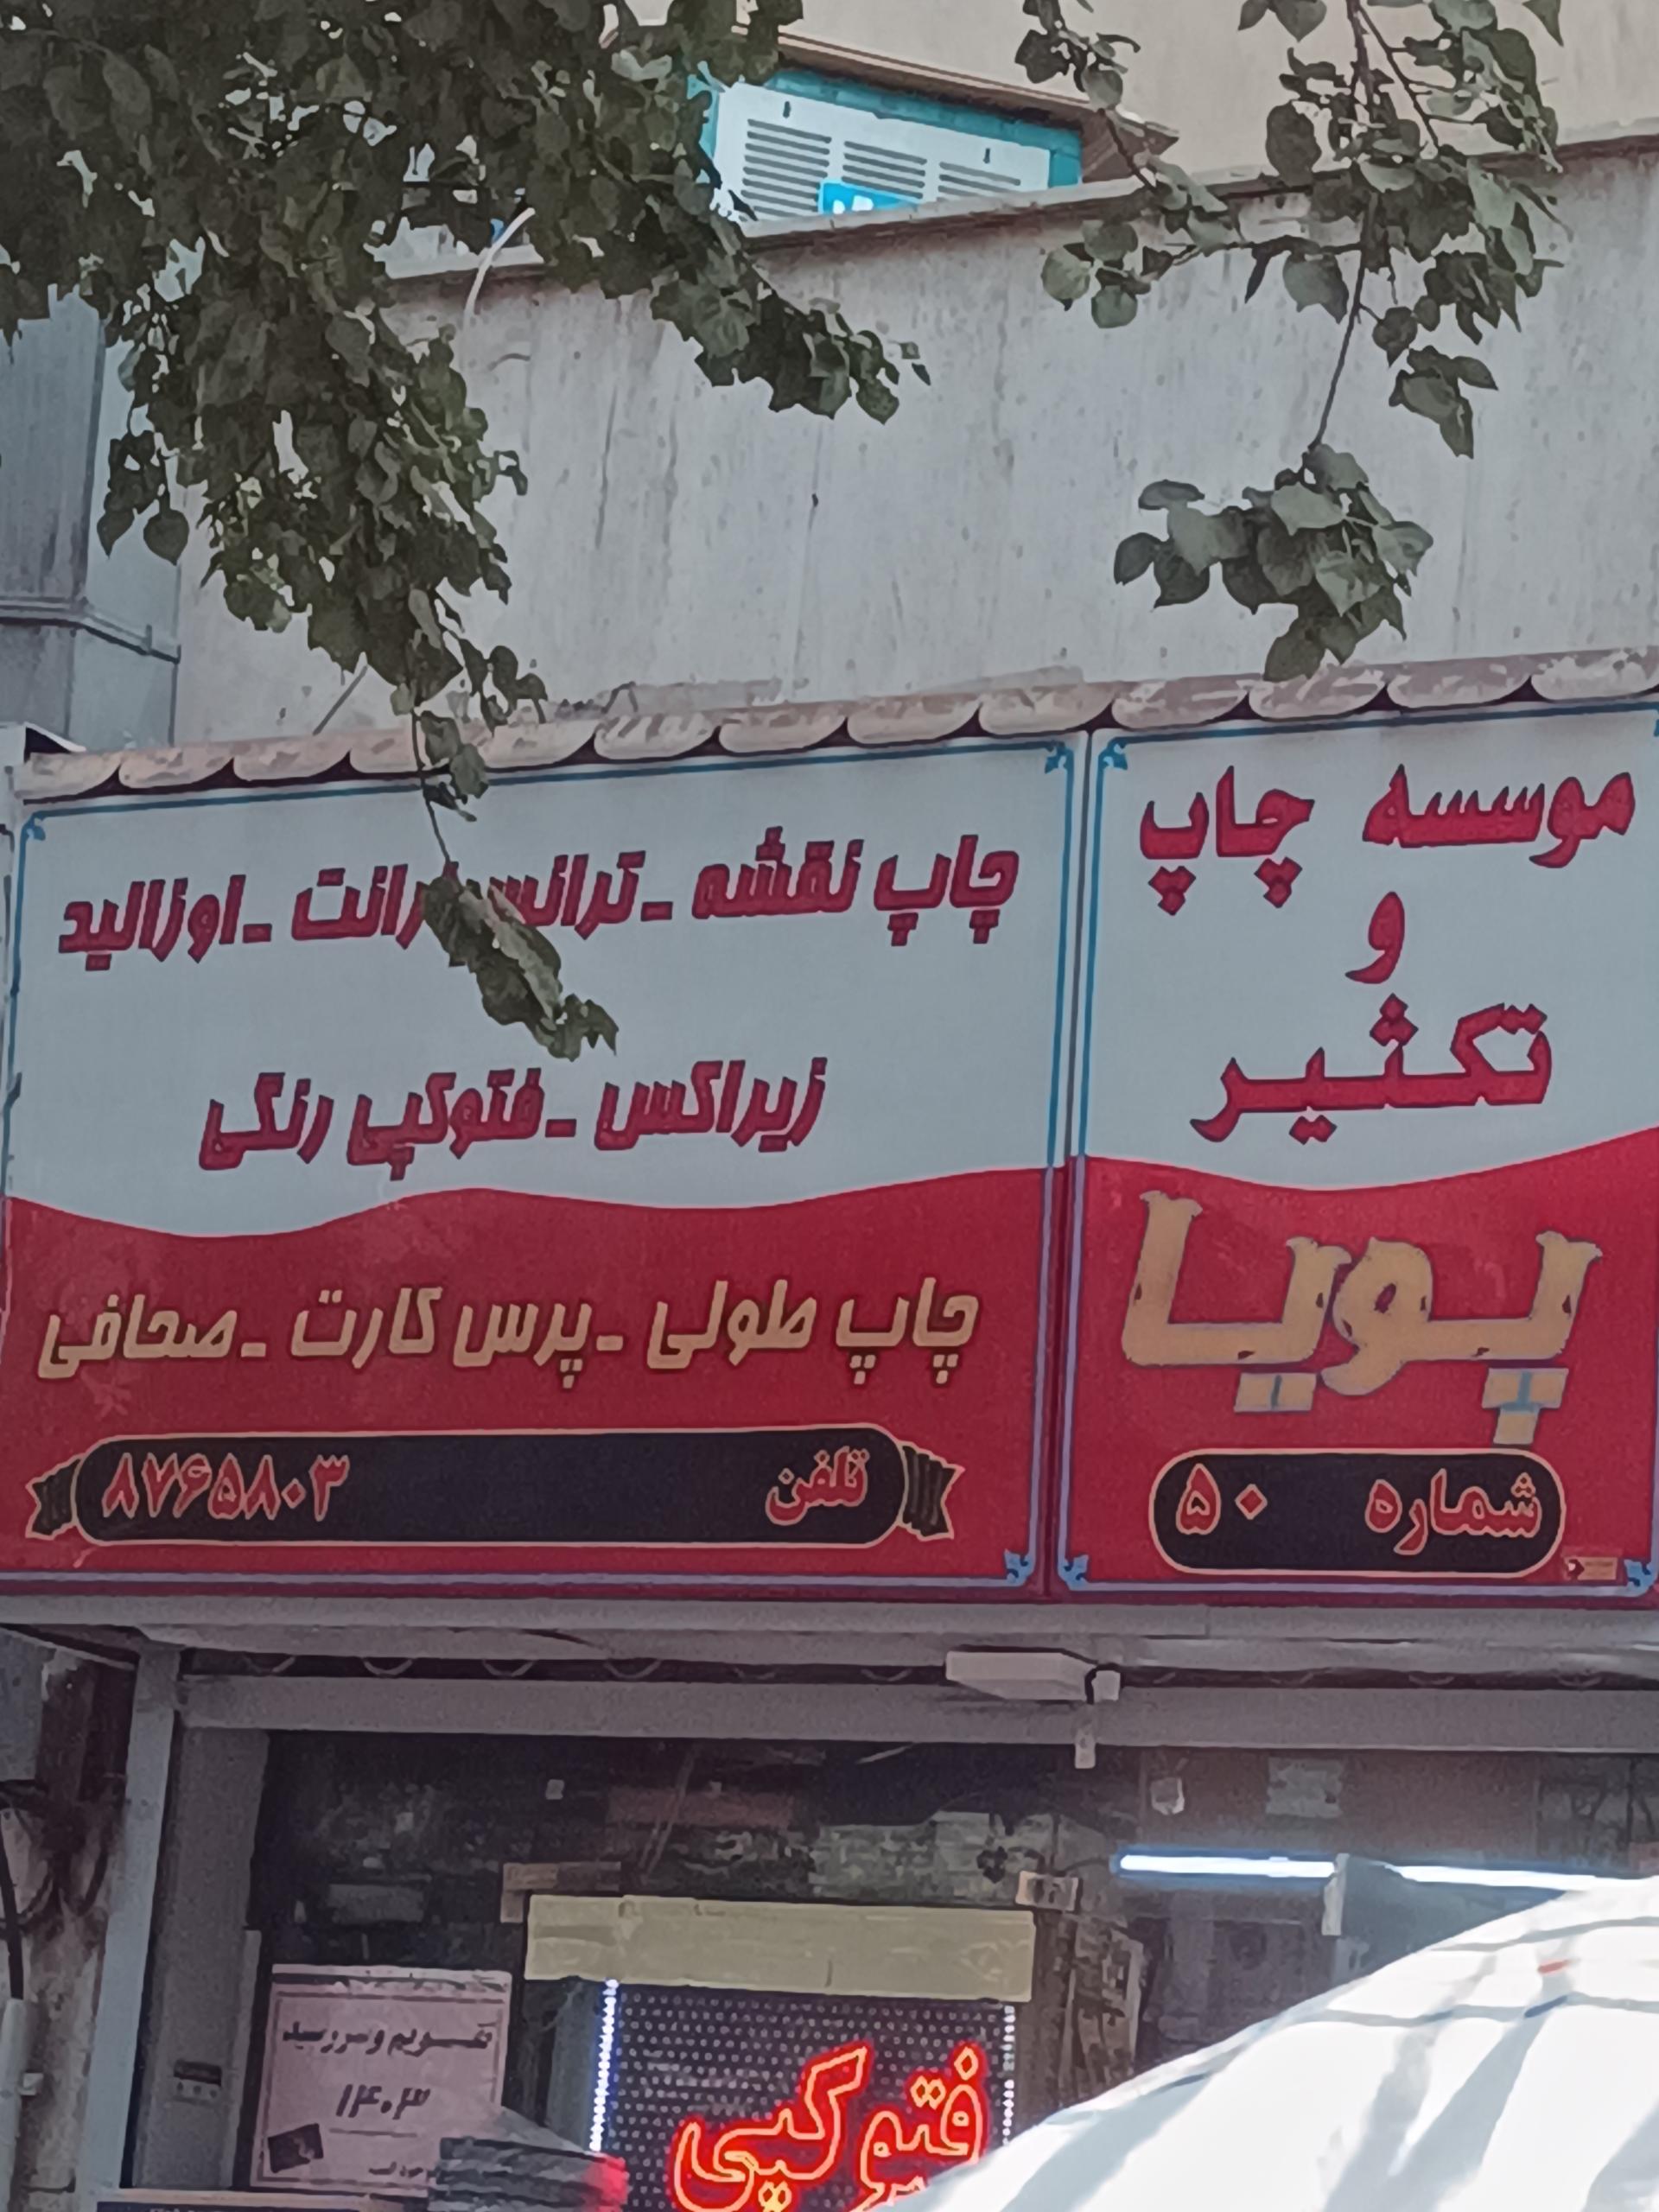 موسسه چاپ
و
تکثیر
پویا
شماره ۵۰
چاپ نقشه - ترانسپرانت - اوزالید
زیراکس - فتوکپی رنگی
چاپ طولی - پرس کارت - صحافی
تلفن ۸۷۶۵۸۰۳
تقویم و سررسید
۱۴۰۳
فتوکپی